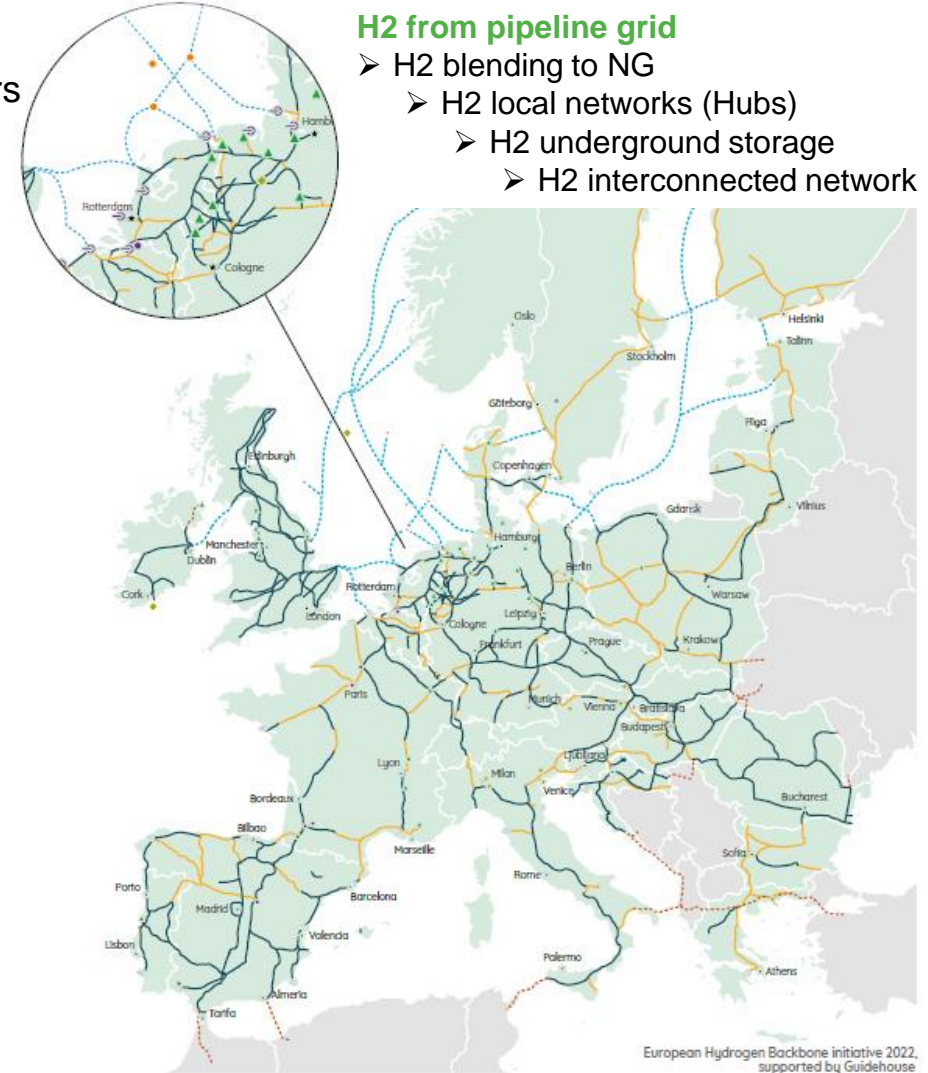 H2 from pipeline grid
➢ H2 blending to NG
rs
➢ H2 local networks (Hubs)
➢ H2 underground storage
➢ H2 interconnected network
Hamb
Rotterdam
Cologne
Oslo
Helsinki
Talinn
Stockholm
Göteborg
Riga
Edinburgh
Copenhagen
Gdansk
Vilnius
Manchester
Hamburg
Dublin
Berlin
Rotterdam
Warsaw
Cork
London
Leipzig
Cologne
Frankfurt
Prague
Krakow
Paris
Munich
Vienna
Bratislava
Budapest
Lyon
Ljubljana
Milan
Venice
Bordeaux
Bucharest
Bilbao
Marseille
Sofia
Porto
Rome
Barcelona
Madrid
Valencia
Lisbon
Palermo
Athens
Almeria
Tarifa
European Hydrogen Backbone initiative 2022,
supported by Guidehouse